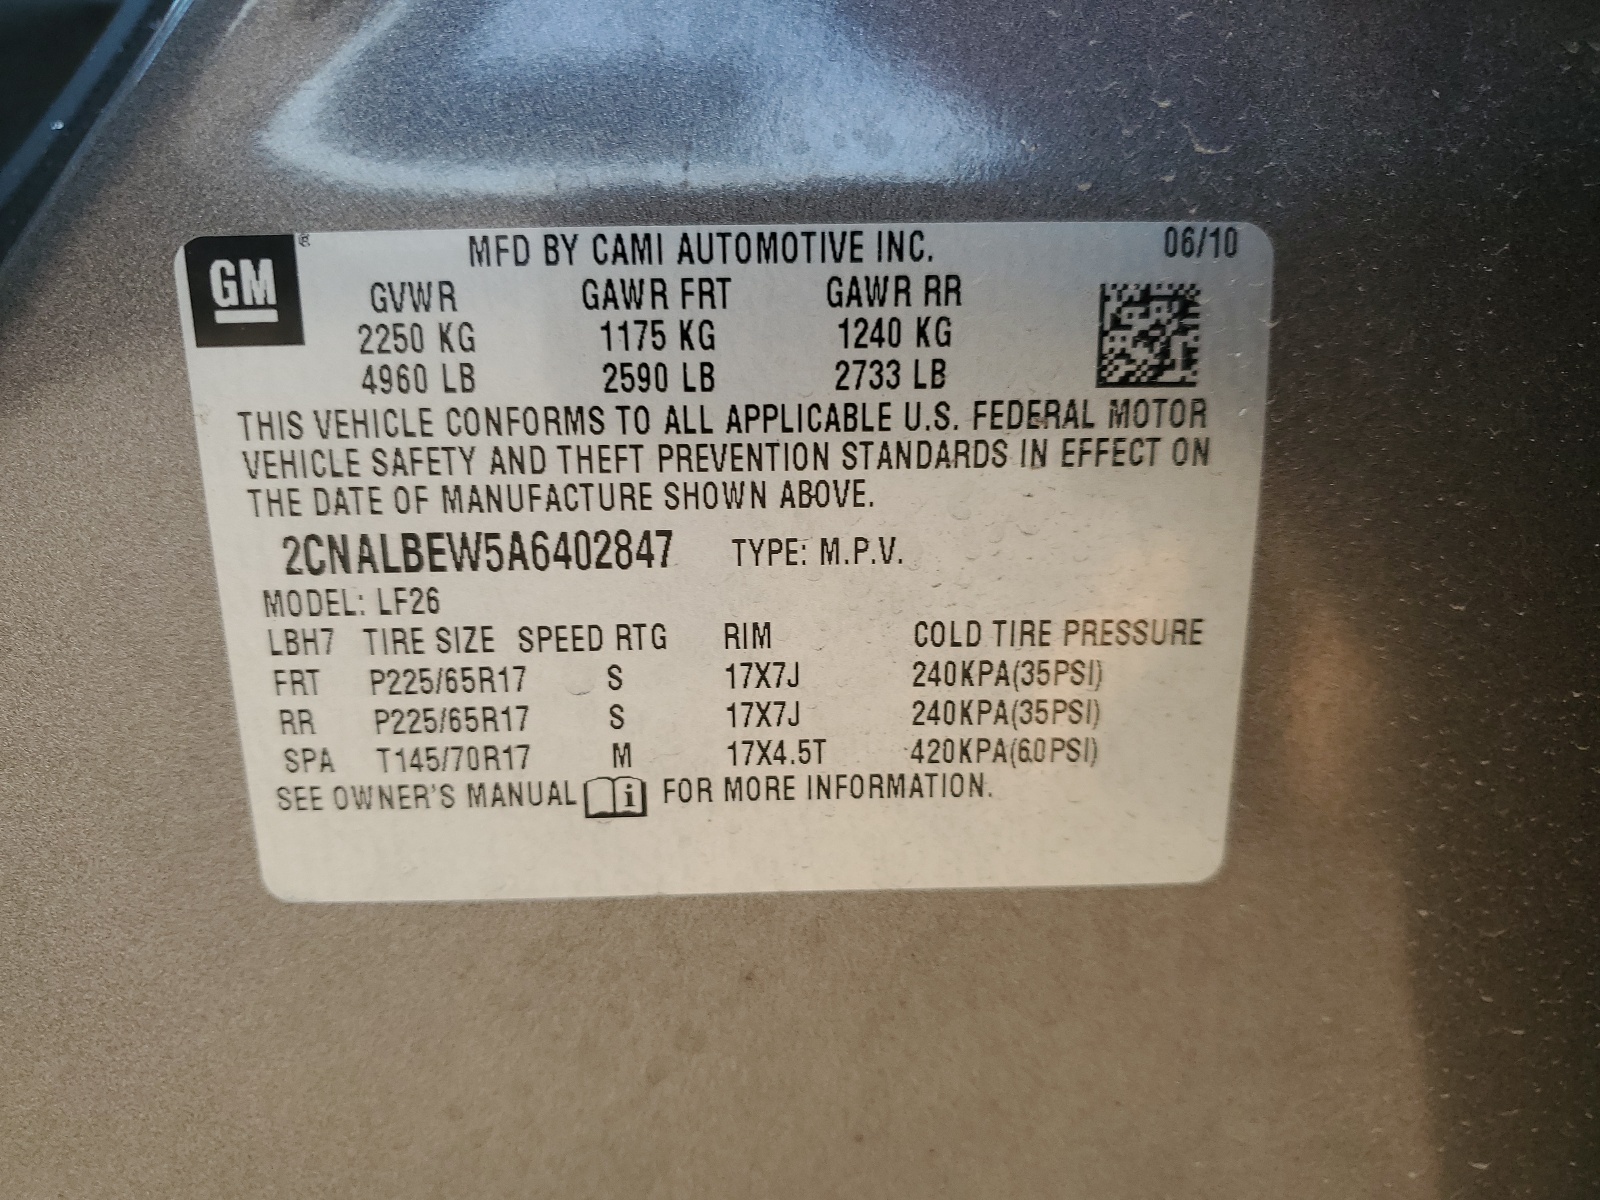 GM ®
MFD BY CAMI AUTOMOTIVE INC. 06/10
GVWR GAWR FRT GAWR RR
2250 KG 1175 KG 1240 KG
4960 LB 2590 LB 2733 LB
THIS VEHICLE CONFORMS TO ALL APPLICABLE U.S. FEDERAL MOTOR
VEHICLE SAFETY AND THEFT PREVENTION STANDARDS IN EFFECT ON
THE DATE OF MANUFACTURE SHOWN ABOVE.
2CNALBEW5A6402847 TYPE: M.P.V.
MODEL: LF26
LBH7 TIRE SIZE SPEED RTG RIM COLD TIRE PRESSURE
FRT P225/65R17 S 17X7J 240KPA(35PSI)
RR P225/65R17 S 17X7J 240KPA(35PSI)
SPA T145/70R17 M 17X4.5T 420KPA(60PSI)
SEE OWNER'S MANUAL i FOR MORE INFORMATION.